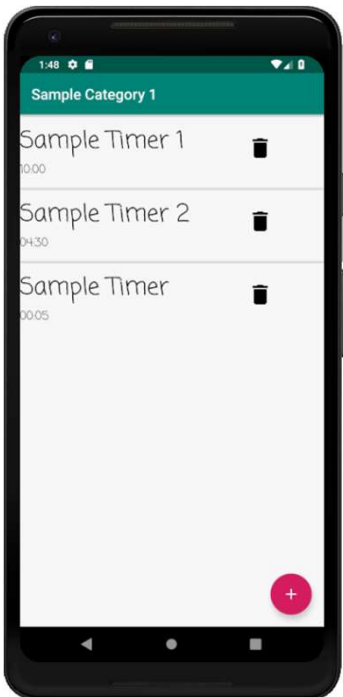 1:48
Sample Category 1
Sample Timer 1
10:00
Sample Timer 2
04:30
Sample Timer
00:05
+